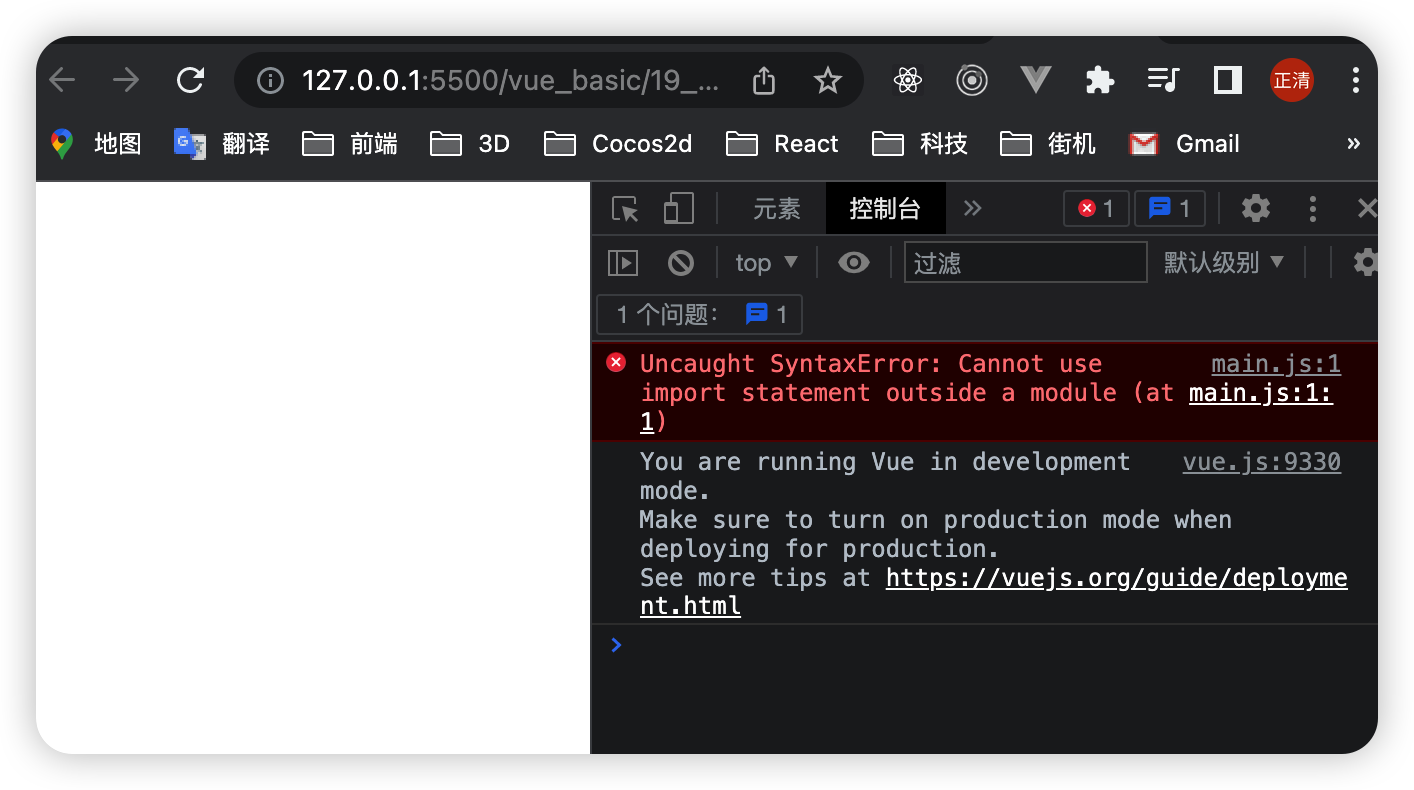 127.0.0.1:5500/vue_basic/19_...
正清
地图 翻译 前端 3D Cocos2d React 科技 街机 Gmail »
元素 控制台 1 1
top 过滤 默认级别
1 个问题: 1
Uncaught SyntaxError: Cannot use main.js:1
import statement outside a module (at main.js:1:
1)
You are running Vue in development vue.js:9330
mode.
Make sure to turn on production mode when
deploying for production.
See more tips at https://vuejs.org/guide/deployme
nt.html